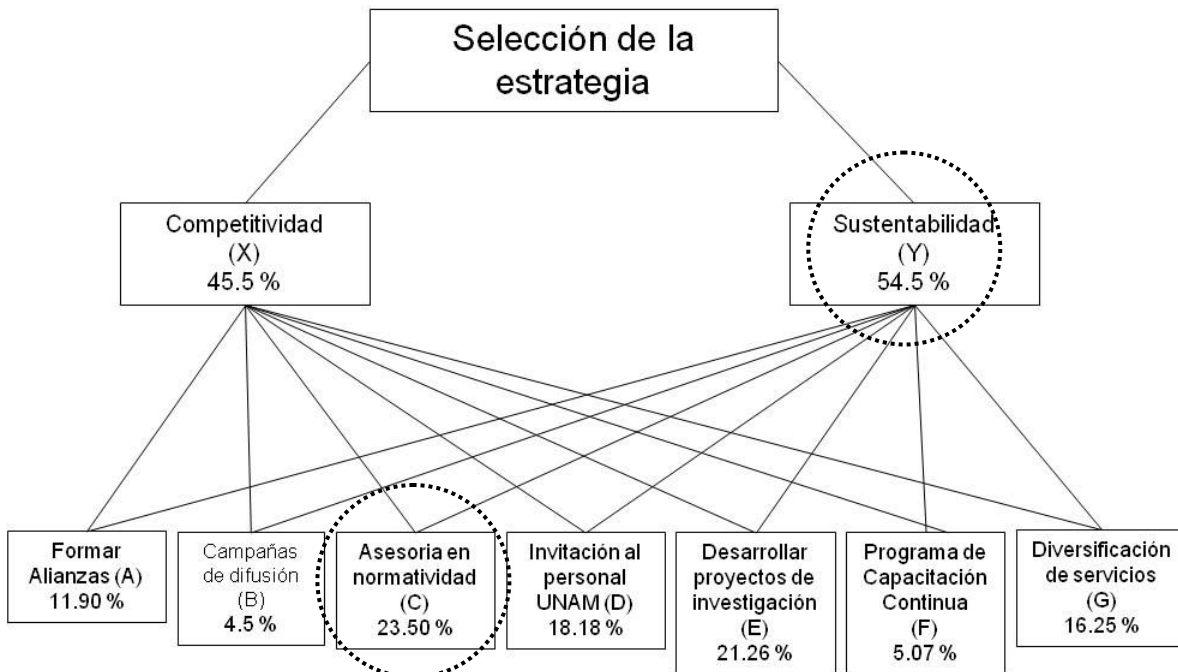 Selección de la
estrategia
Competitividad
(X)
45.5 %
Sustentabilidad
(Y)
54.5 %
Formar
Alianzas (A)
11.90 %
Campañas
de difusión
(B)
4.5 %
Asesoria en
normatividad
(C)
23.50 %
Invitación al
personal
UNAM (D)
18.18 %
Desarrollar
proyectos de
investigación
(E)
21.26 %
Programa de
Capacitación
Continua
(F)
5.07 %
Diversificación
de servicios
(G)
16.25 %